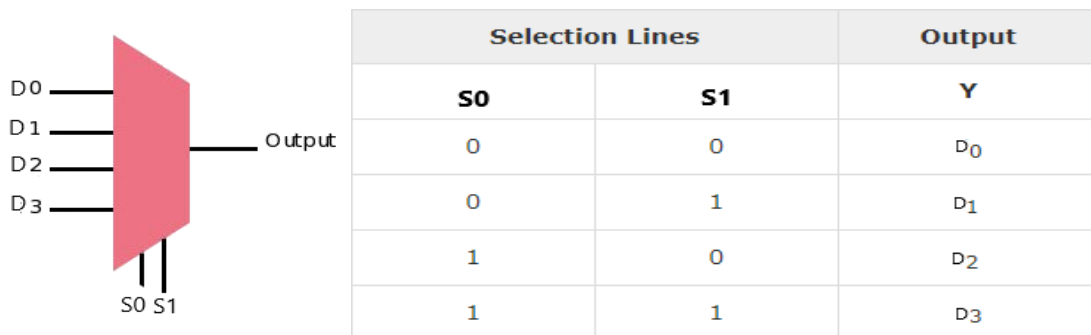 D0
D1
D2
D3
Output
S0 S1
Selection Lines Output
S0 S1 Y
0 0 D0
0 1 D1
1 0 D2
1 1 D3